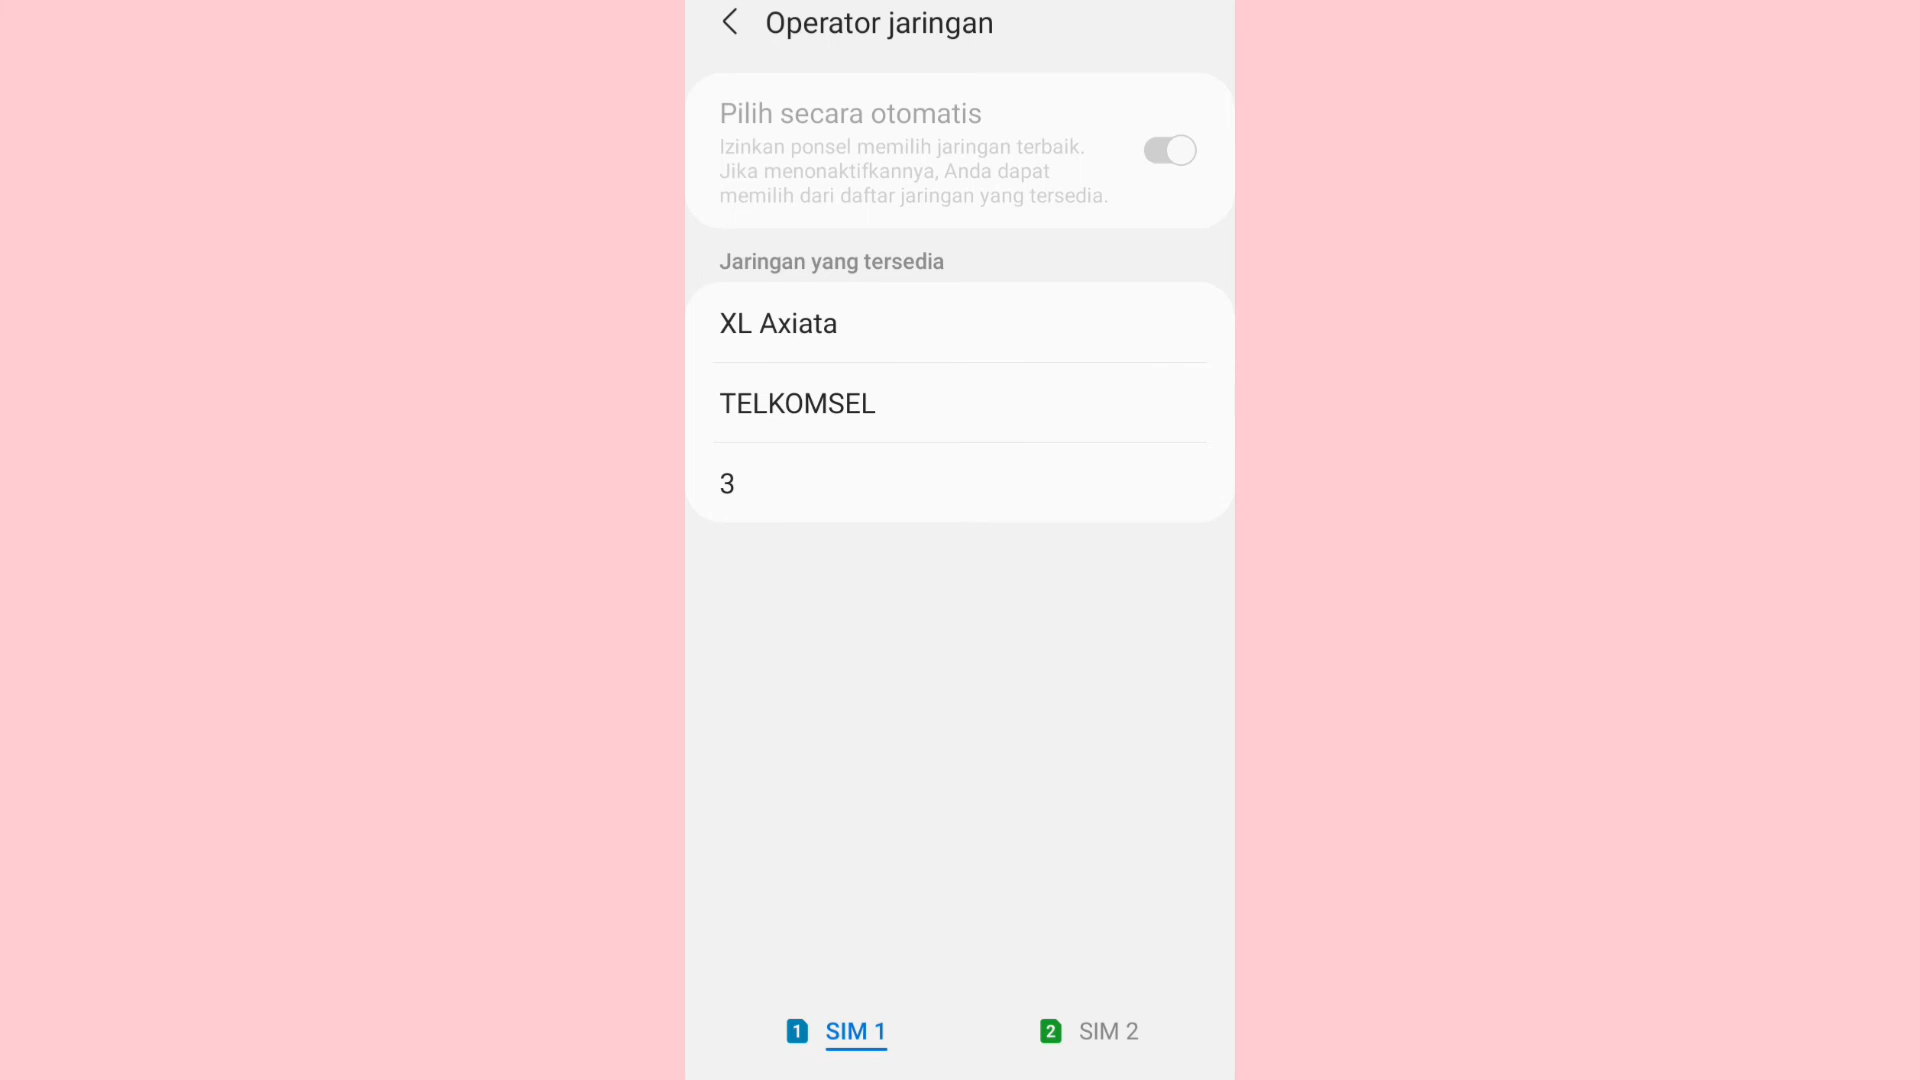 Operator jaringan
Pilih secara otomatis
Izinkan ponsel memilih jaringan terbaik.
Jika menonaktifkannya, Anda dapat
memilih dari daftar jaringan yang tersedia.
Jaringan yang tersedia
XL Axiata
TELKOMSEL
3
1 SIM 1
2 SIM 2